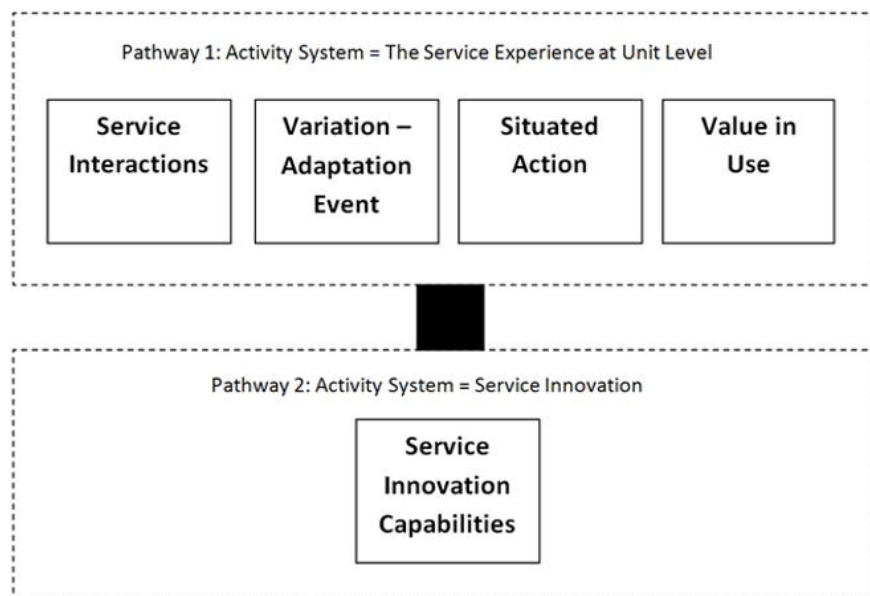 Pathway 1: Activity System = The Service Experience at Unit Level
Service
Interactions
Variation –
Adaptation
Event
Situated
Action
Value in
Use
Pathway 2: Activity System = Service Innovation
Service
Innovation
Capabilities